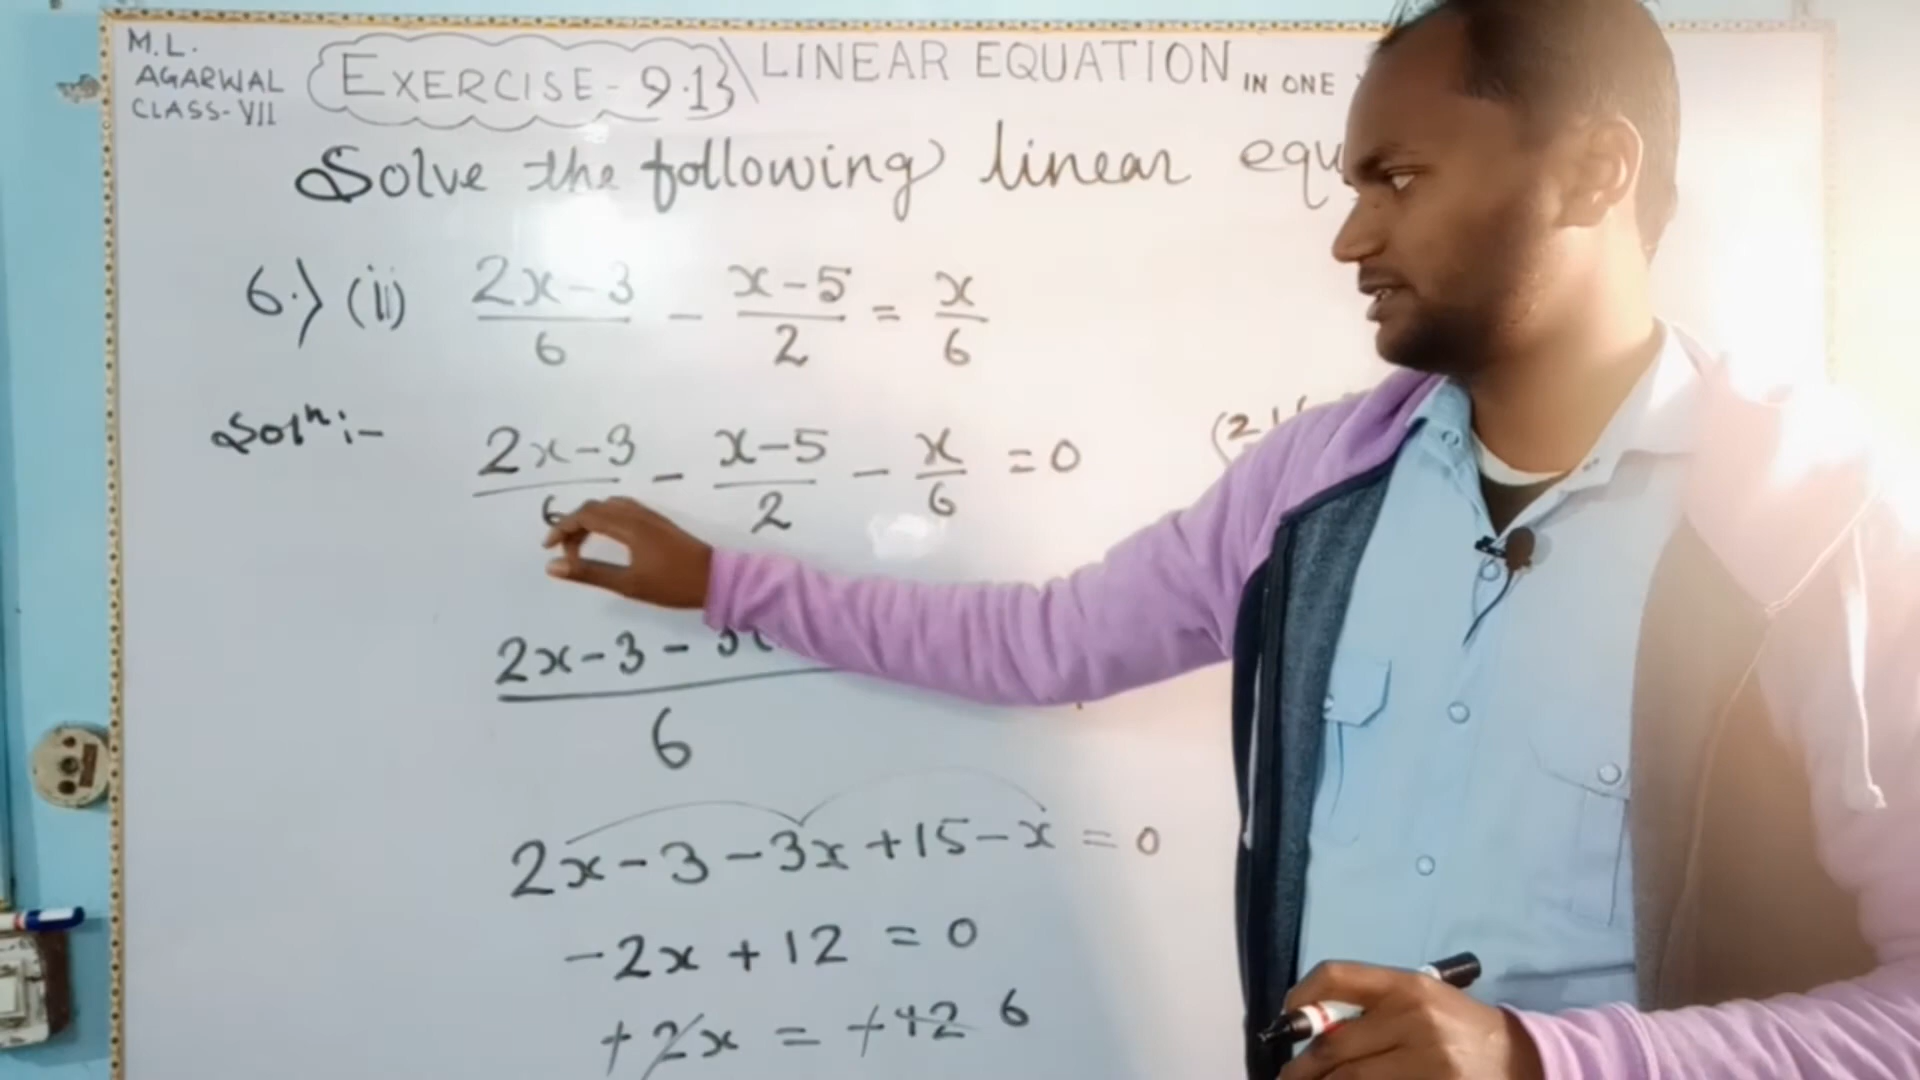 M.L.
AGARWAL
CLASS-VII
EXERCISE-9.1
LINEAR EQUATION IN ONE
Solve the following linear
6.) (ii) (2x-3)/6 - (x-5)/2 = x/6
Solⁿ:- (2x-3)/6 - (x-5)/2 - x/6 = 0
2x-3-
6
2x-3-3x+15-x = 0
-2x+12 = 0
+2x = +12 6